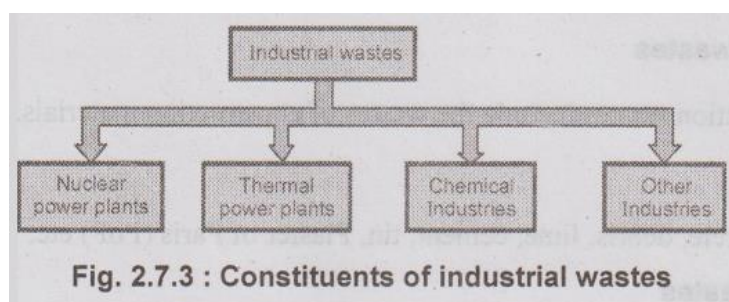 Industrial wastes
Nuclear
power plants
Thermal
power plants
Chemical
Industries
Other
Industries
Fig. 2.7.3 : Constituents of industrial wastes